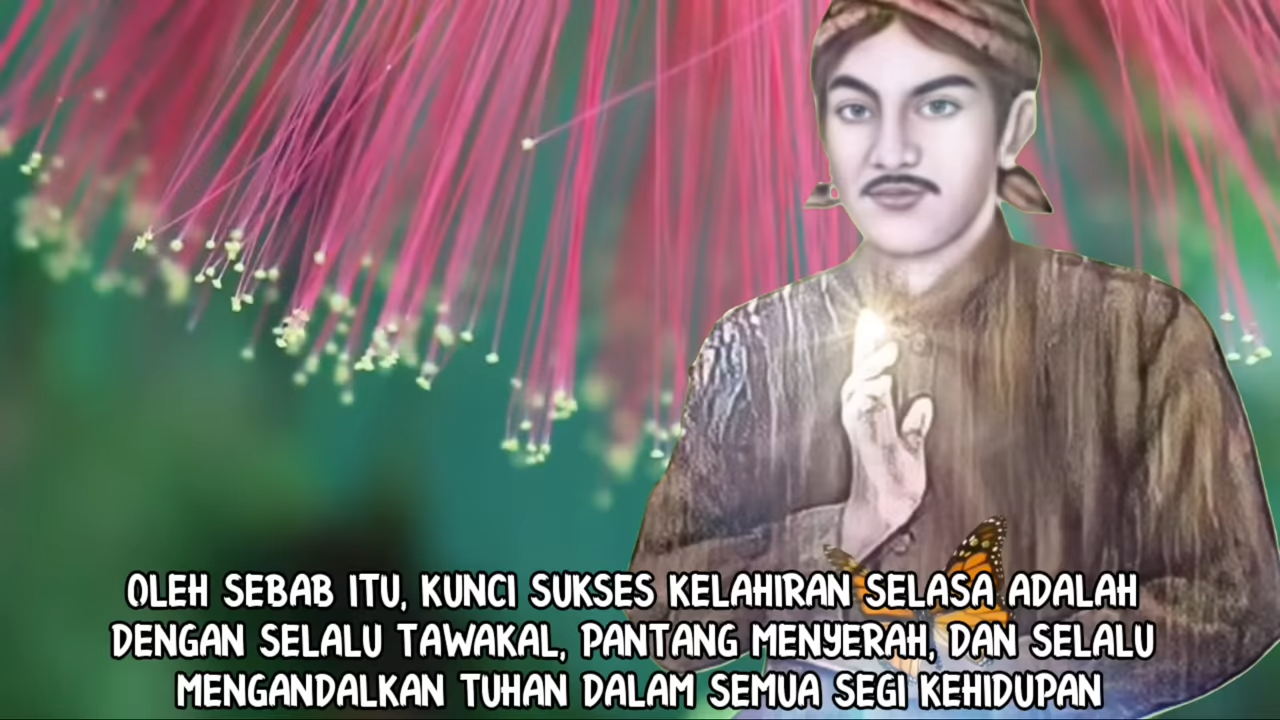 OLEH SEBAB ITU, KUNCI SUKSES KELAHIRAN SELASA ADALAH
DENGAN SELALU TAWAKAL, PANTANG MENYERAH, DAN SELALU
MENGANDALKAN TUHAN DALAM SEMUA SEGI KEHIDUPAN